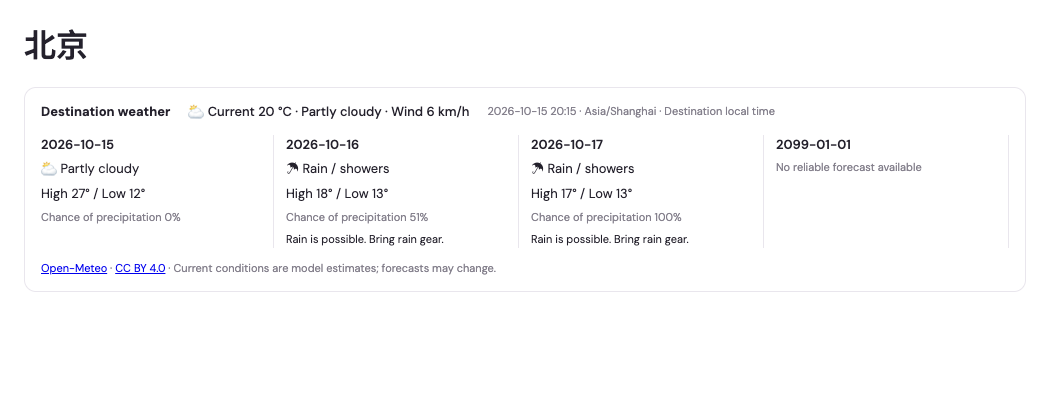 北京
Destination weather 🌥️ Current 20 °C · Partly cloudy · Wind 6 km/h 2026-10-15 20:15 · Asia/Shanghai · Destination local time
2026-10-15
🌥️ Partly cloudy
High 27° / Low 12°
Chance of precipitation 0%
2026-10-16
☂ Rain / showers
High 18° / Low 13°
Chance of precipitation 51%
Rain is possible. Bring rain gear.
2026-10-17
☂ Rain / showers
High 17° / Low 13°
Chance of precipitation 100%
Rain is possible. Bring rain gear.
2099-01-01
No reliable forecast available
Open-Meteo · CC BY 4.0 · Current conditions are model estimates; forecasts may change.